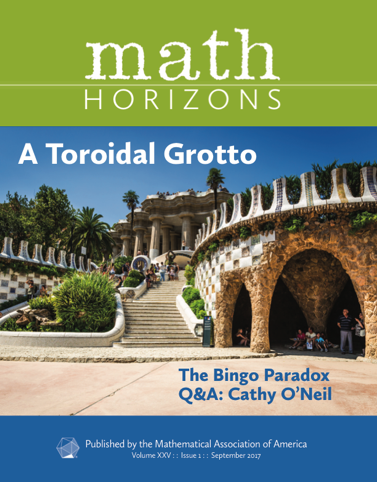 math
HORIZONS
A Toroidal Grotto
The Bingo Paradox
Q&A: Cathy O'Neil
Published by the Mathematical Association of America
Volume XXV : : Issue 1 : : September 2017